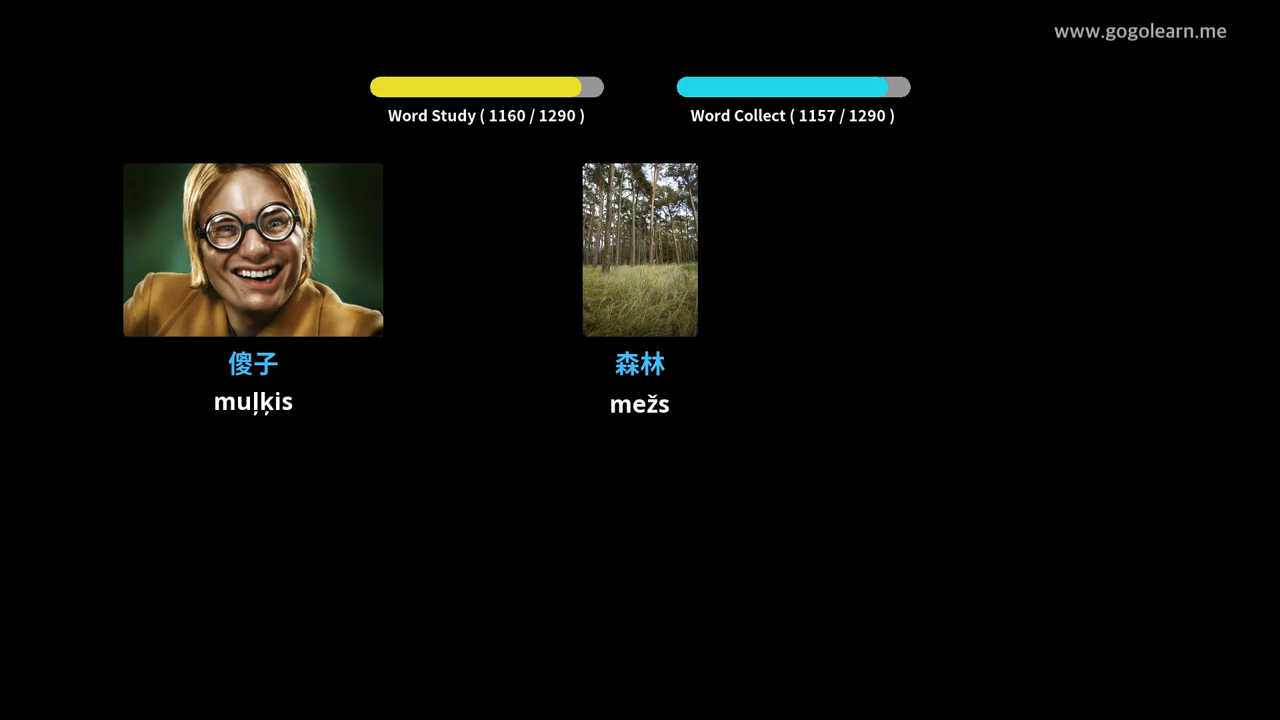 www.gogolearn.me
Word Study ( 1160 / 1290 )
Word Collect ( 1157 / 1290 )
傻子
muļķis
森林
mežs